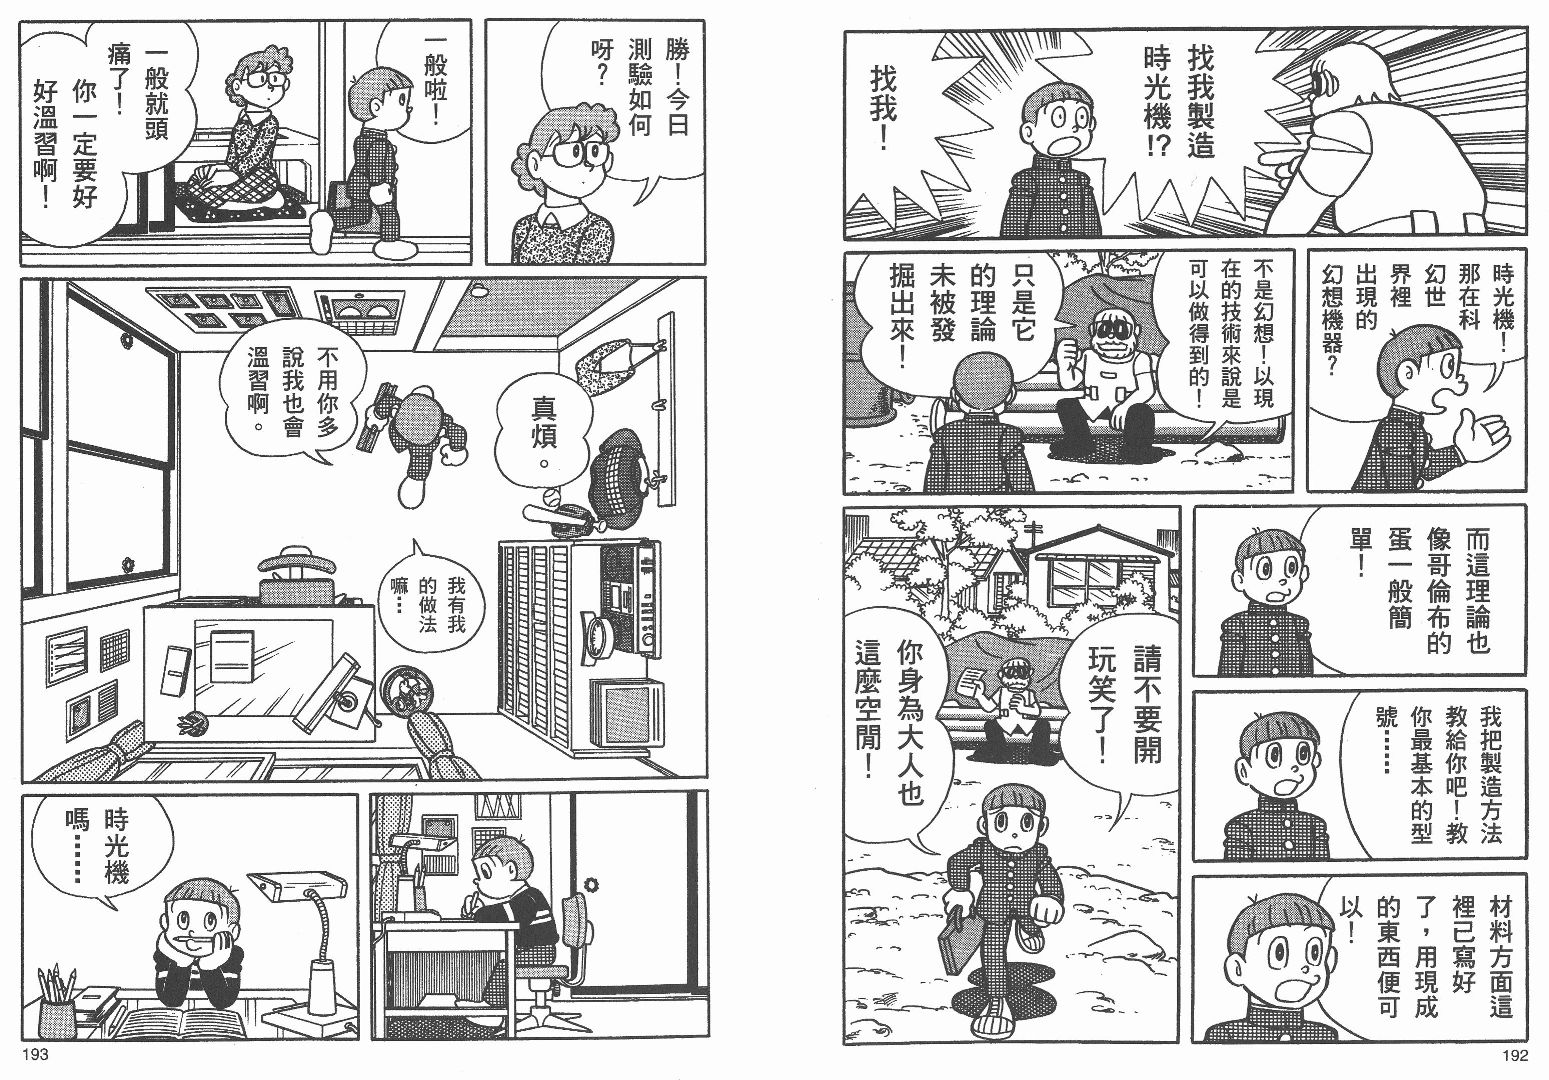 找我製造
時光機!?
找我！
時光機！
那在科
幻世
界裡
出現的
幻想機器？
不是幻想！以現
在的技術來說是
可以做得到的！
只是它
的理論
未被發
掘出來！
而這理論也
像哥倫布的
蛋一般簡
單！
我把製造方法
教給你吧！教
你最基本的型
號……
材料方面這
裡已寫好
了，用現成
的東西便可
以！
請不要開
玩笑了！
你身為大人也
這麼空閒！
192
勝！今日
測驗如何
呀？
一般啦！
一般就頭
痛了！
你一定要好
好溫習啊！
真煩。
不用你多
說我也會
溫習啊。
我有我
的做法
嘛…
時光機
嗎……
193